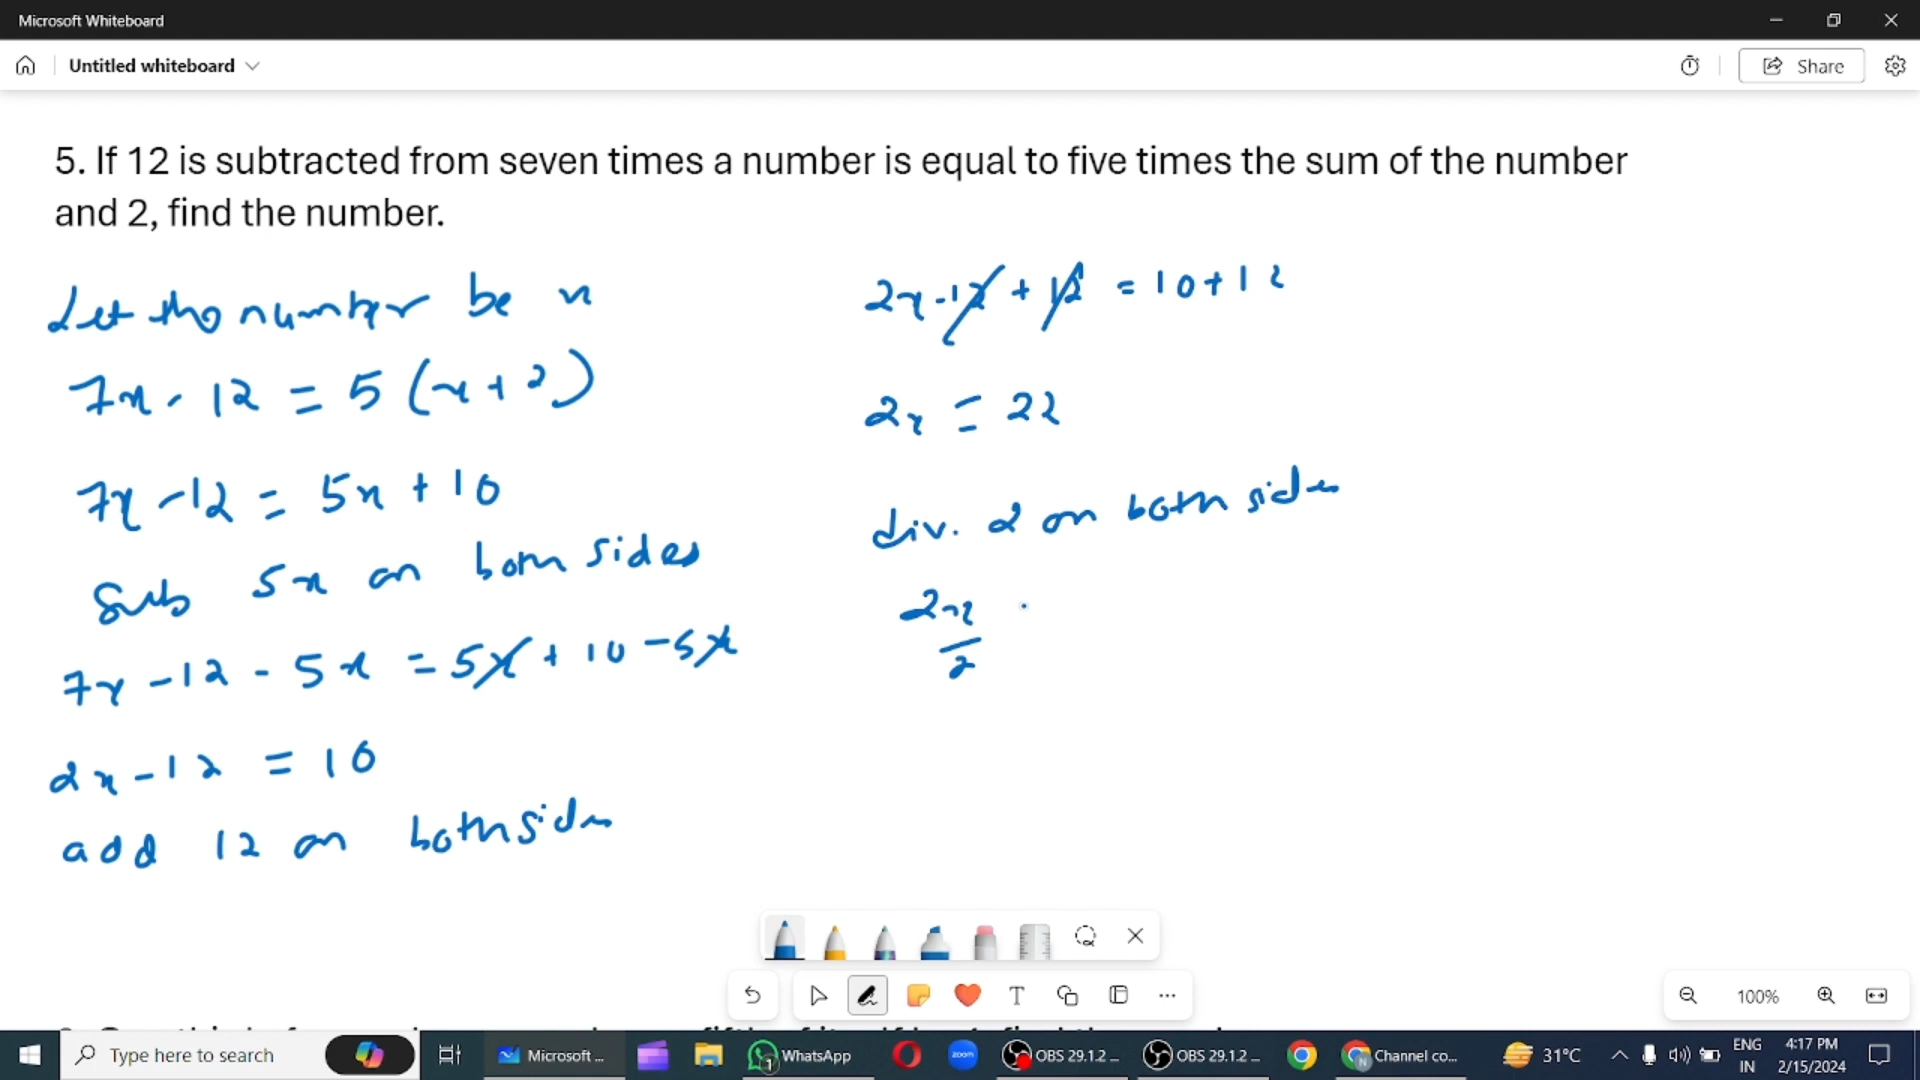 Microsoft Whiteboard
Untitled whiteboard
Share
5. If 12 is subtracted from seven times a number is equal to five times the sum of the number
and 2, find the number.
Let the number be x
7x - 12 = 5 (x + 2)
7x - 12 = 5x + 10
Sub 5x on both sides
7x - 12 - 5x = 5x + 10 - 5x
2x - 12 = 10
add 12 on both sides
2x - 12 + 12 = 10 + 12
2x = 22
div. 2 on both sides
2x
2
100%
Type here to search
Microsoft ...
1
WhatsApp
zoom
OBS 29.1.2 ...
OBS 29.1.2 ...
N
Channel co...
31°C
ENG
IN
4:17 PM
2/15/2024